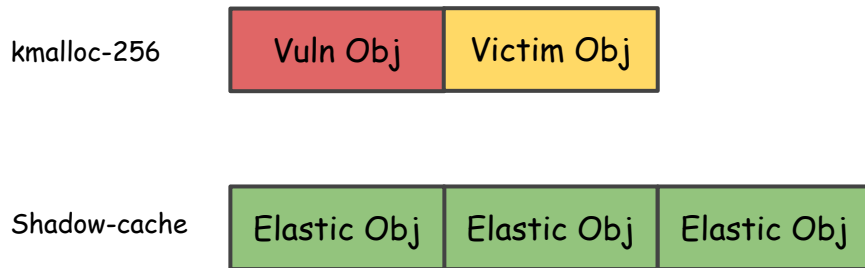 kmalloc-256 Vuln Obj Victim Obj
Shadow-cache Elastic Obj Elastic Obj Elastic Obj